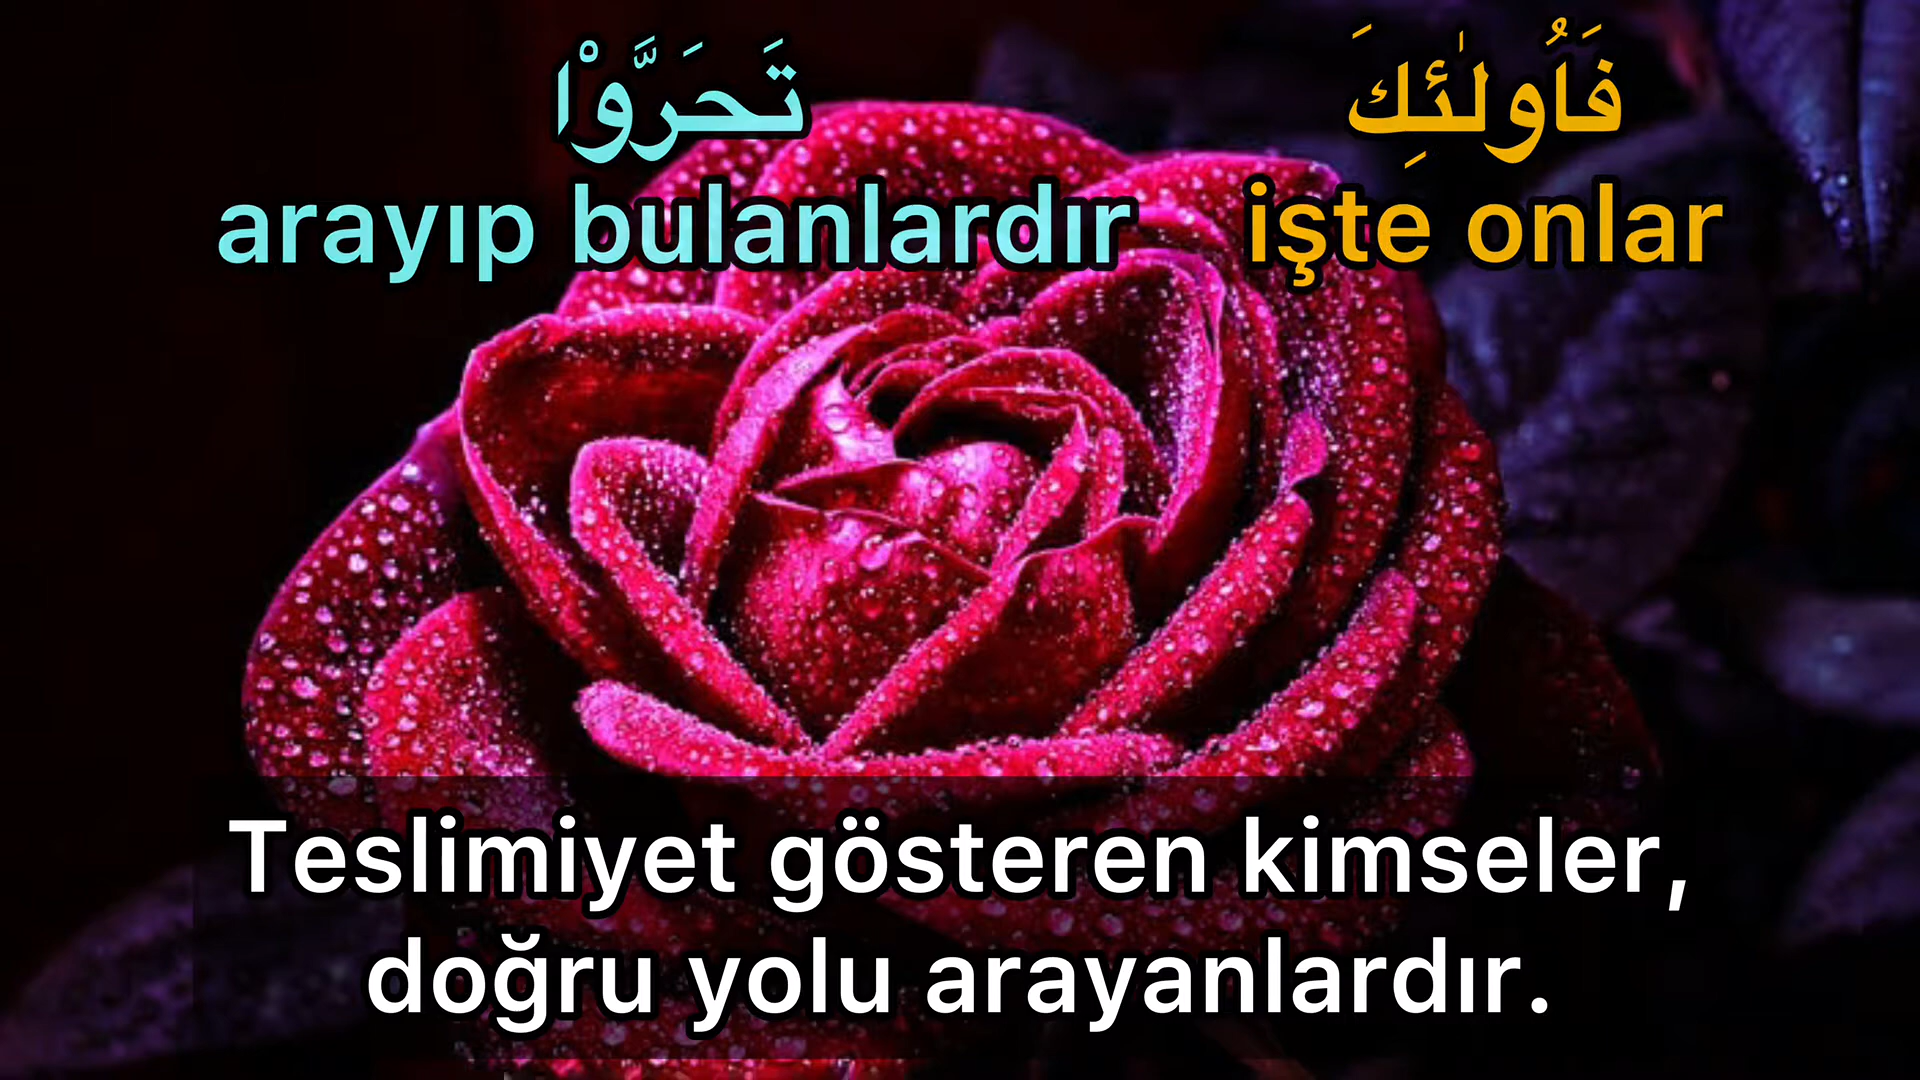 فَاُولٰئِكَ تَحَرَّوْا
arayıp bulanlardır işte onlar
Teslimiyet gösteren kimseler,
doğru yolu arayanlardır.